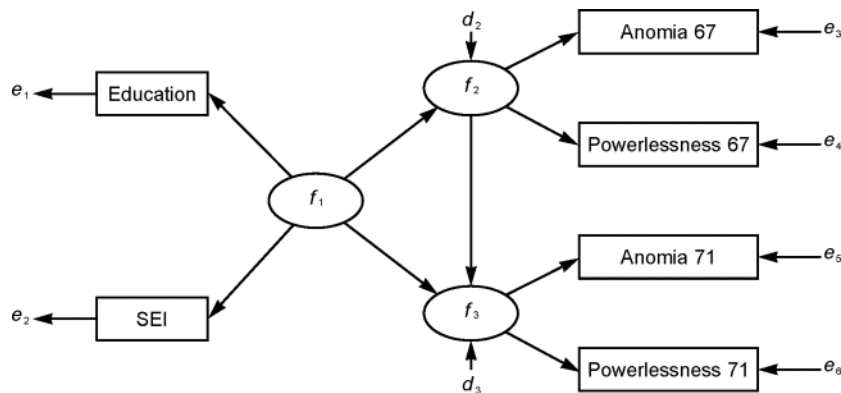 d₂
Anomia 67
e₃
e₁
Education
f₂
Powerlessness 67
e₄
f₁
Anomia 71
e₅
e₂
SEI
f₃
Powerlessness 71
e₆
d₃